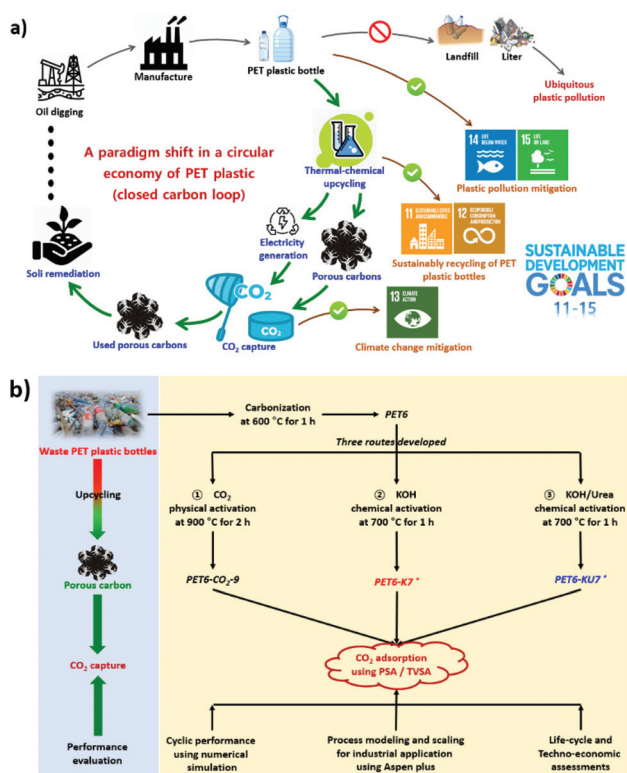 a)
Oil digging
Manufacture
PET plastic bottle
Landfill
Liter
Ubiquitous
plastic pollution
A paradigm shift in a circular
economy of PET plastic
(closed carbon loop)
Thermal-chemical
upcycling
14 LIFE BELOW WATER
15 LIFE ON LAND
Plastic pollution mitigation
Electricity
generation
Porous carbons
11 SUSTAINABLE CITIES AND COMMUNITIES
12 RESPONSIBLE CONSUMPTION AND PRODUCTION
Sustainably recycling of PET
plastic bottles
SUSTAINABLE
DEVELOPMENT
GOALS
11-15
Soli remediation
Used porous carbons
CO2
CO2
CO2 capture
13 CLIMATE ACTION
Climate change mitigation
b)
Waste PET plastic bottles
Upcycling
Porous carbon
CO2 capture
Performance
evaluation
Carbonization
at 600 °C for 1 h
PET6
Three routes developed
① CO2
physical activation
at 900 °C for 2 h
② KOH
chemical activation
at 700 °C for 1 h
③ KOH/Urea
chemical activation
at 700 °C for 1 h
PET6-CO2-9
PET6-K7 *
PET6-KU7 *
CO2 adsorption
using PSA / TVSA
Cyclic performance
using numerical
simulation
Process modeling and scaling
for industrial application
using Aspen plus
Life-cycle and
Techno-economic
assessments